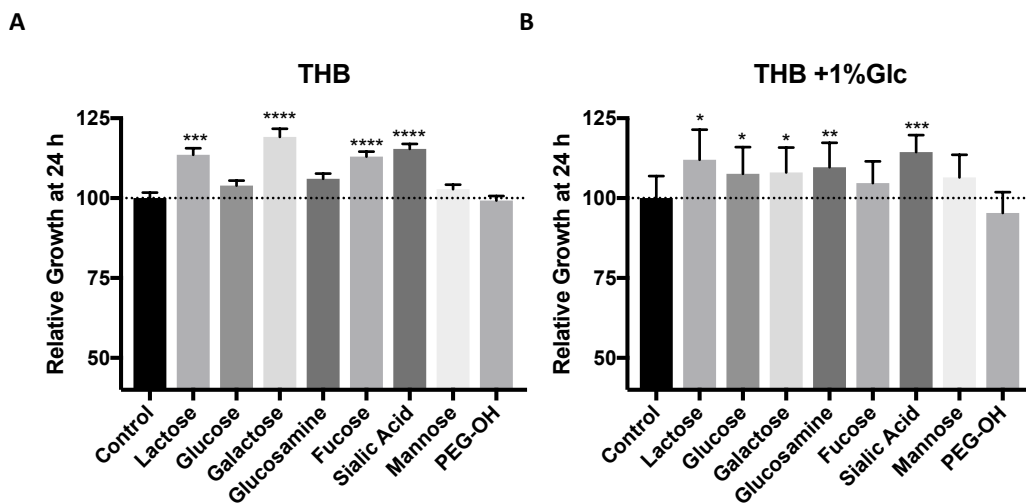 A
THB
Relative Growth at 24 h
125
100
75
50
***
****
****
****
Control
Lactose
Glucose
Galactose
Glucosamine
Fucose
Sialic Acid
Mannose
PEG-OH
B
THB +1%Glc
Relative Growth at 24 h
125
100
75
50
*
*
*
**
***
Control
Lactose
Glucose
Galactose
Glucosamine
Fucose
Sialic Acid
Mannose
PEG-OH